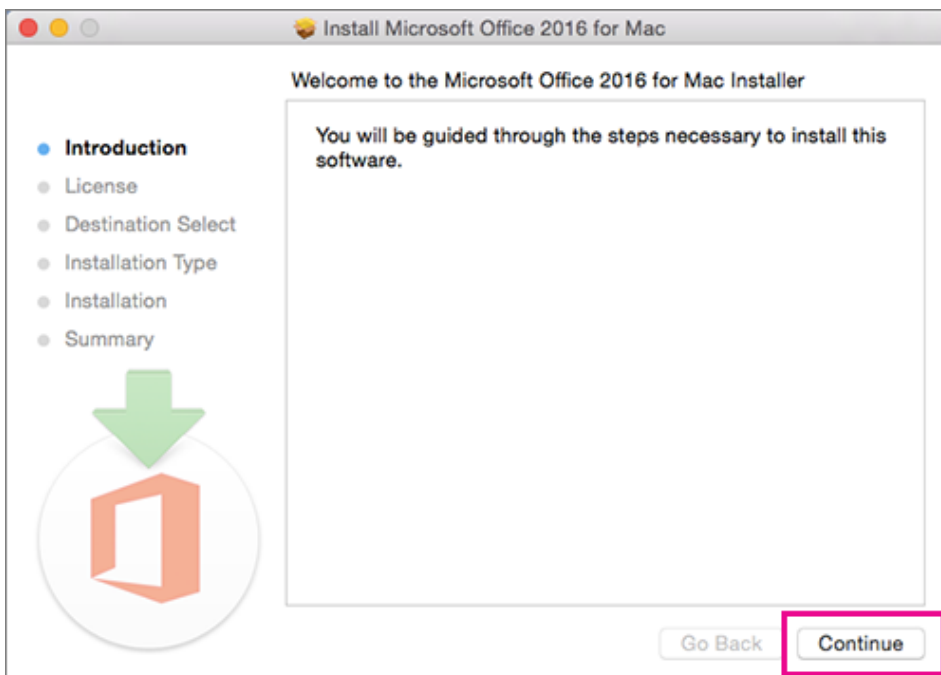 Install Microsoft Office 2016 for Mac
Welcome to the Microsoft Office 2016 for Mac Installer
Introduction
License
Destination Select
Installation Type
Installation
Summary
You will be guided through the steps necessary to install this
software.
Go Back
Continue